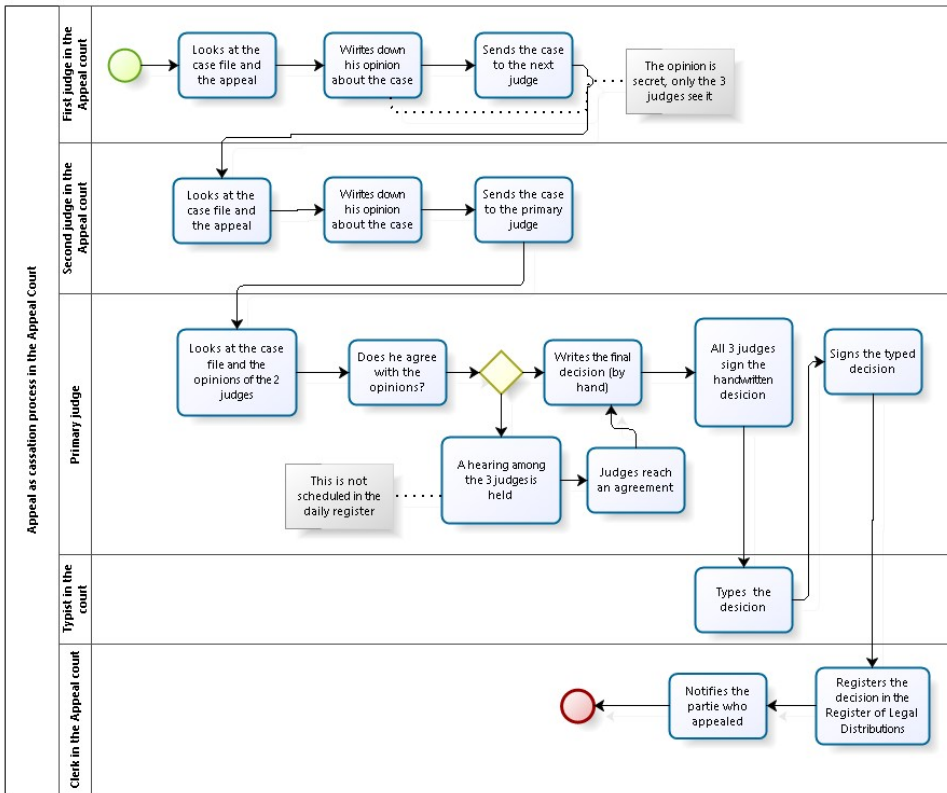 Appeal as cassation process in the Appeal Court
First judge in the
Appeal court
Looks at the
case file and
the appeal
Wirites down
his opinion
about the case
Sends the case
to the next
judge
The opinion is
secret, only the 3
judges see it
Second judge in the
Appeal court
Looks at the
case file and
the appeal
Wirites down
his opinion
about the case
Sends the case
to the primary
judge
Primary judge
Looks at the case
file and the
opinions of the 2
judges
Does he agree
with the
opinions?
Writes the final
decision (by
hand)
All 3 judges
sign the
handwritten
desicion
Signs the typed
decision
This is not
scheduled in the
daily register
A hearing among
the 3 judges is
held
Judges reach
an agreement
Typist in the
court
Types the
desicion
Clerk in the Appeal court
Notifies the
partie who
appealed
Registers the
decision in the
Register of Legal
Distributions